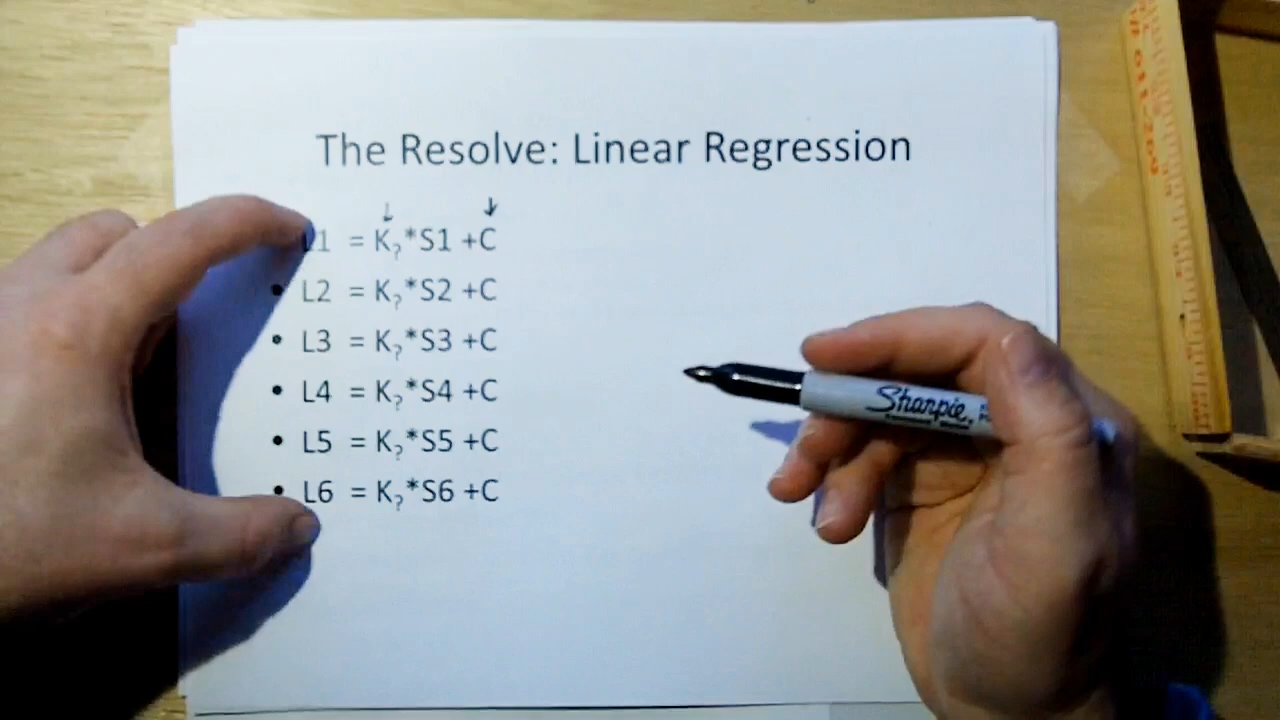 The Resolve: Linear Regression
L1 = K?*S1 +C
• L2 = K?*S2 +C
• L3 = K?*S3 +C
• L4 = K?*S4 +C
• L5 = K?*S5 +C
• L6 = K?*S6 +C
Sharpie